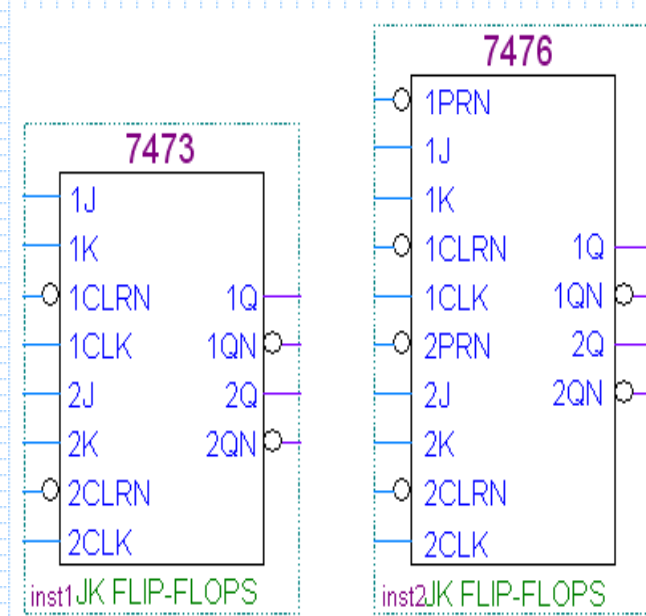 7473
1J
1K
1CLRN
1CLK
2J
2K
2CLRN
2CLK
1Q
1QN
2Q
2QN
inst1 JK FLIP-FLOPS
7476
1PRN
1J
1K
1CLRN
1CLK
2PRN
2J
2K
2CLRN
2CLK
1Q
1QN
2Q
2QN
inst2 JK FLIP-FLOPS